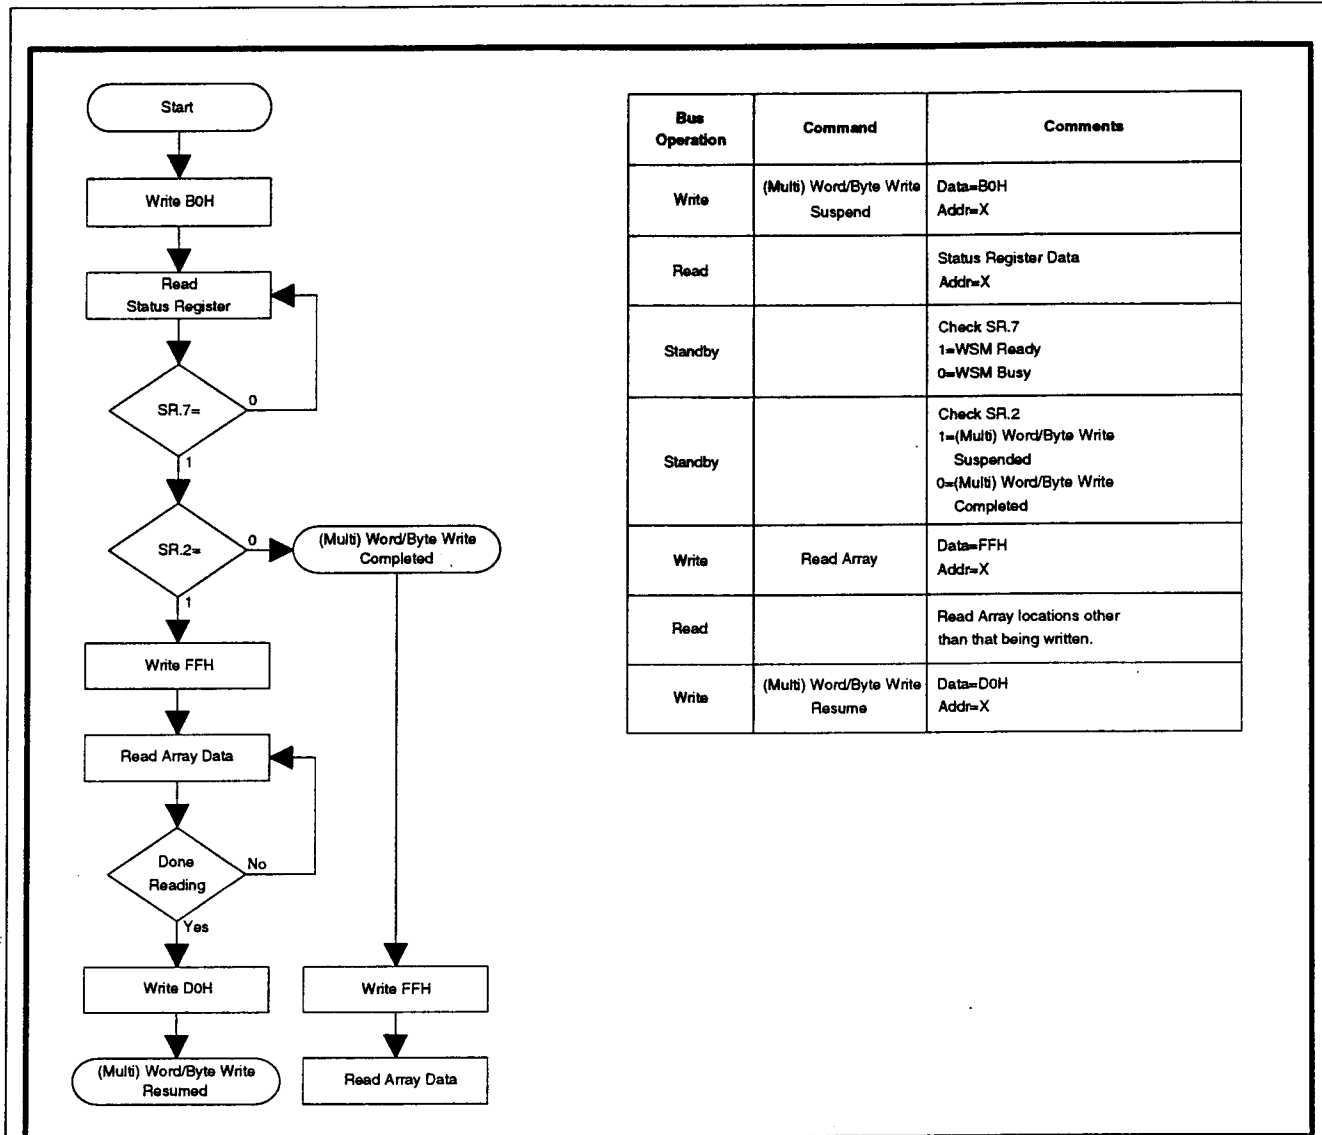 Start
Write B0H
Read
Status Register
SR.7=
0
1
SR.2=
0
(Multi) Word/Byte Write
Completed
1
Write FFH
Read Array Data
Done
Reading
No
Yes
Write D0H
(Multi) Word/Byte Write
Resumed
Write FFH
Read Array Data
Bus
Operation
Command
Comments
Write
(Multi) Word/Byte Write
Suspend
Data=B0H
Addr=X
Read
Status Register Data
Addr=X
Standby
Check SR.7
1=WSM Ready
0=WSM Busy
Standby
Check SR.2
1=(Multi) Word/Byte Write
Suspended
0=(Multi) Word/Byte Write
Completed
Write
Read Array
Data=FFH
Addr=X
Read
Read Array locations other
than that being written.
Write
(Multi) Word/Byte Write
Resume
Data=D0H
Addr=X